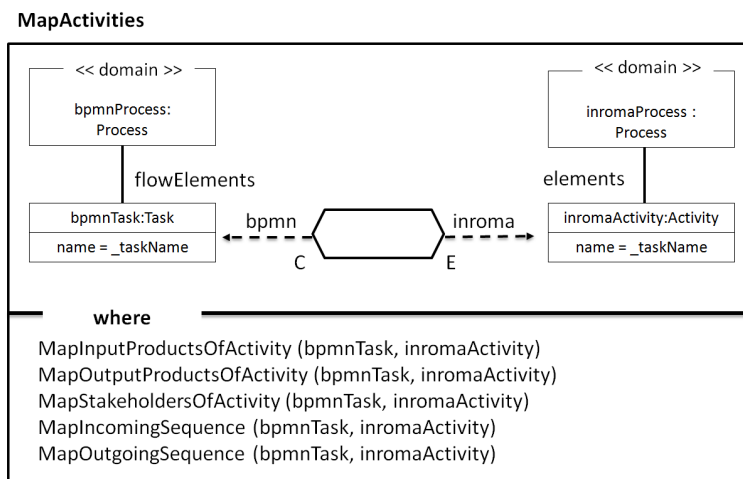 MapActivities
<< domain >>
bpmnProcess:
Process
<< domain >>
inromaProcess :
Process
flowElements
elements
bpmnTask:Task
name = _taskName
bpmn
inroma
C
E
inromaActivity:Activity
name = _taskName
where
MapInputProductsOfActivity (bpmnTask, inromaActivity)
MapOutputProductsOfActivity (bpmnTask, inromaActivity)
MapStakeholdersOfActivity (bpmnTask, inromaActivity)
MapIncomingSequence (bpmnTask, inromaActivity)
MapOutgoingSequence (bpmnTask, inromaActivity)